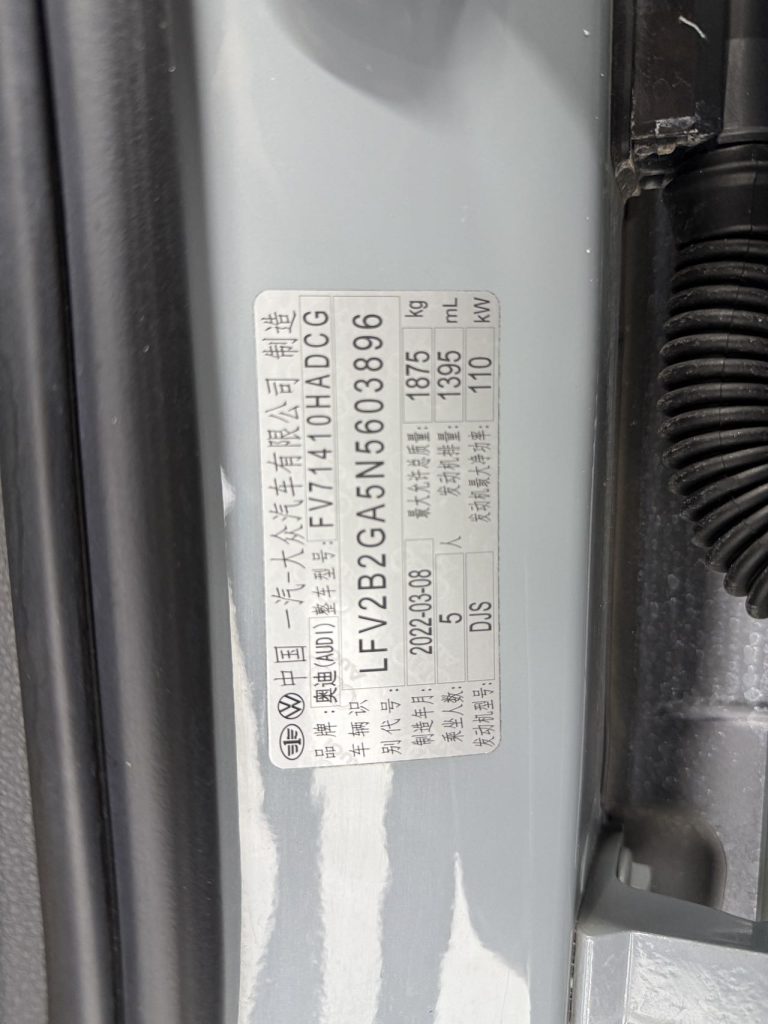 中国 一汽-大众汽车有限公司 制造
品牌:奥迪(AUDI) 整车型号:FV71410HADCG
车辆识别代号: LFV2B2GA5N5603896
制造年月: 2022-03-08 最大允许总质量: 1875 kg
乘坐人数: 5 人 发动机排量: 1395 mL
发动机型号: DJS 发动机最大净功率: 110 kW